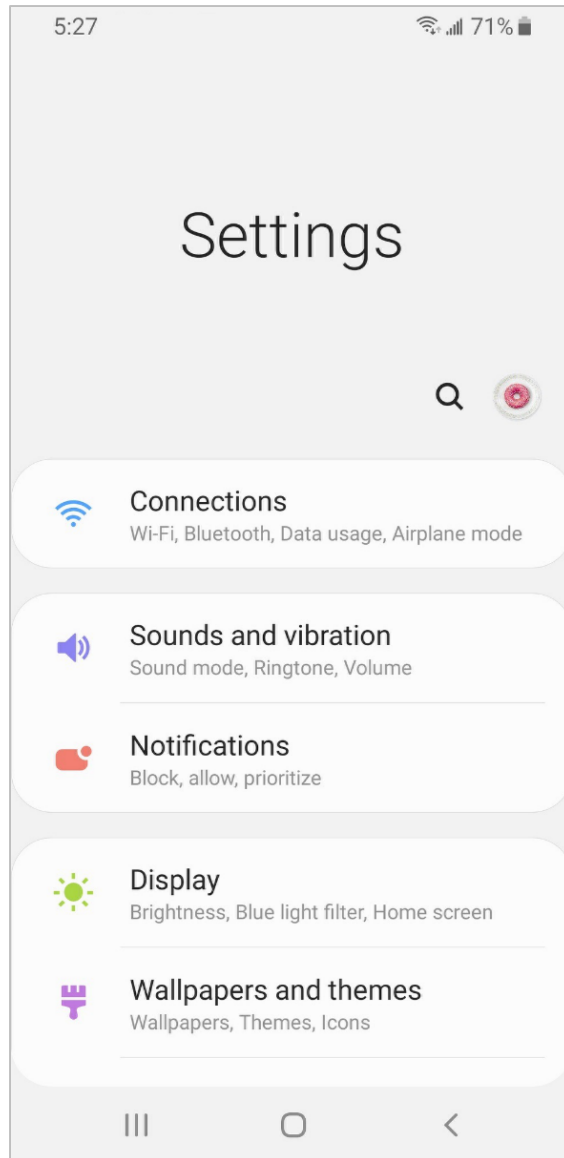 5:27 71%
Settings
Connections
Wi-Fi, Bluetooth, Data usage, Airplane mode
Sounds and vibration
Sound mode, Ringtone, Volume
Notifications
Block, allow, prioritize
Display
Brightness, Blue light filter, Home screen
Wallpapers and themes
Wallpapers, Themes, Icons